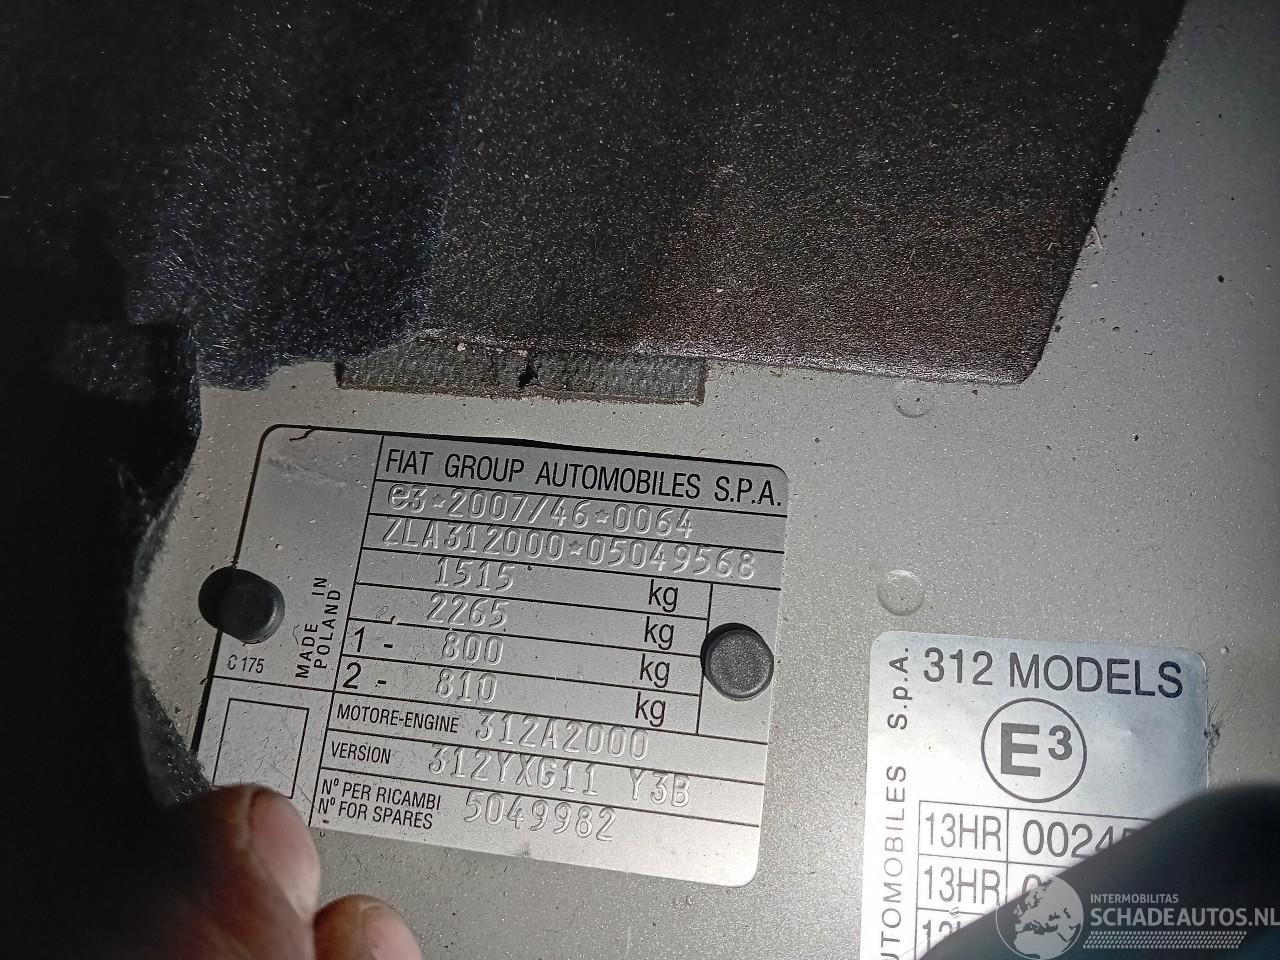 FIAT GROUP AUTOMOBILES S.P.A.
e3*2007/46*0064
ZLA312000*05049568
1515 kg
2265 kg
1 - 800 kg
2 - 810 kg
MOTORE-ENGINE 312A2000
VERSION 312YXG11 Y3B
N° PER RICAMBI
N° FOR SPARES 5049982
MADE IN
POLAND
C 175
312 MODELS
E3
13HR
13HR
AUTOMOBILES S.p.A.
INTERMOBILITAS
SCHADEAUTOS.NL